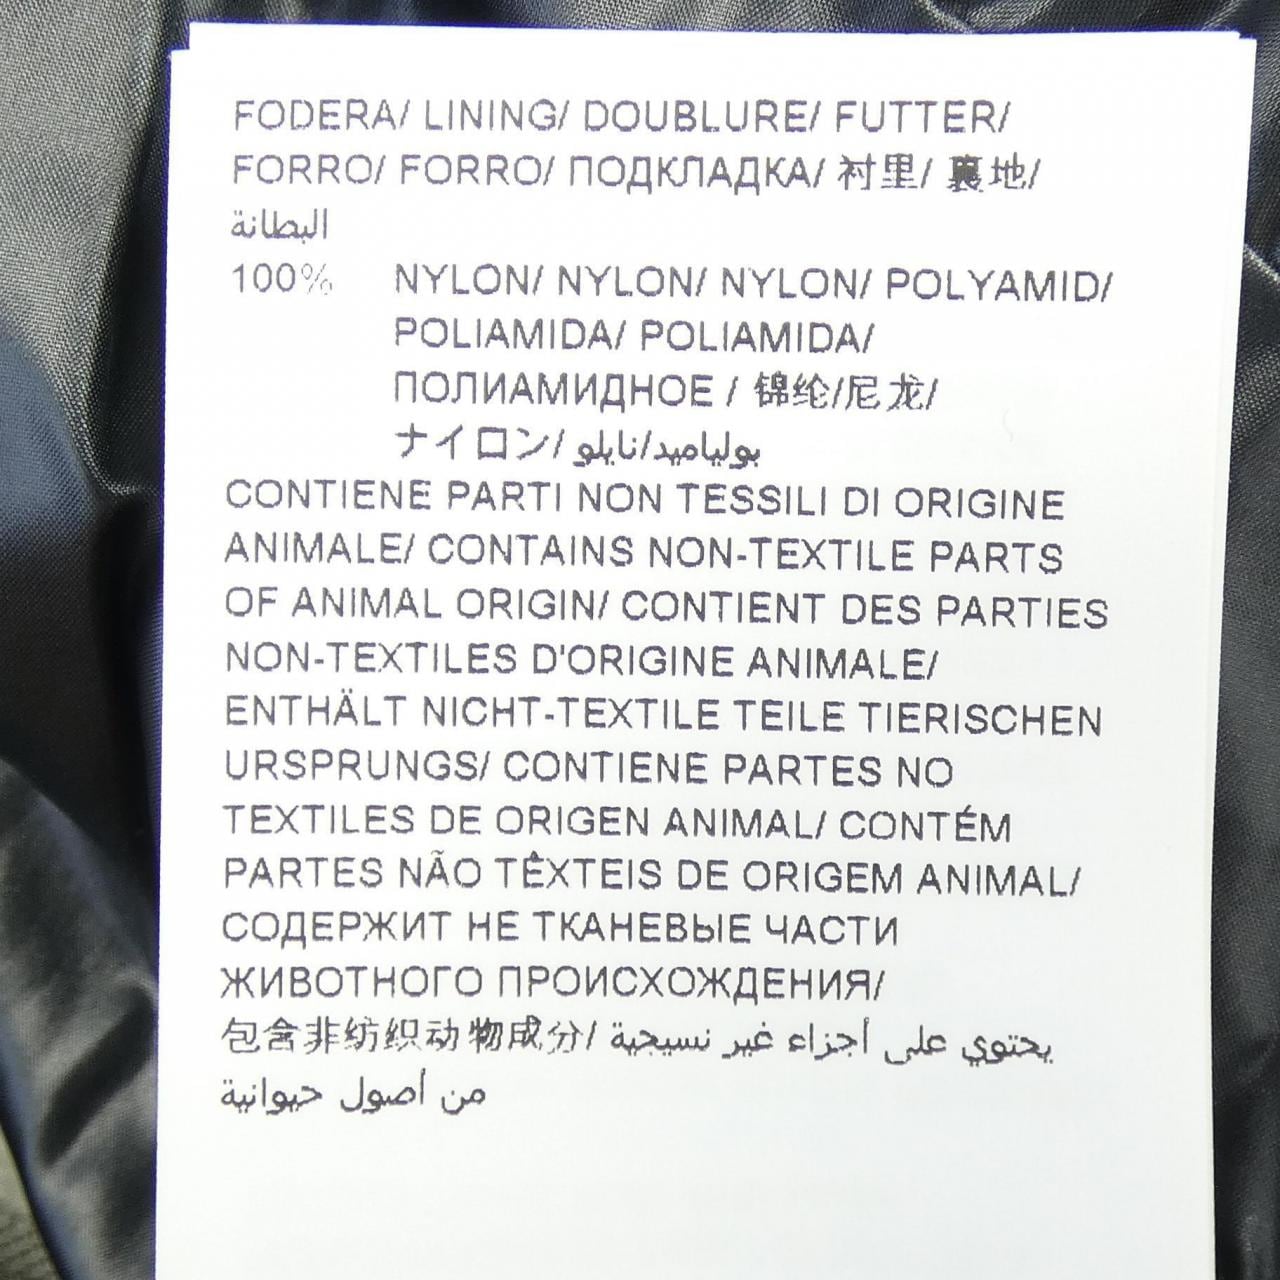 FODERA/ LINING/ DOUBLURE/ FUTTER/
FORRO/ FORRO/ ПОДКЛАДКА/ 衬里/ 裏地/
البطانة
100% NYLON/ NYLON/ NYLON/ POLYAMID/
POLIAMIDA/ POLIAMIDA/
ПОЛИАМИДНОЕ / 锦纶/尼龙/
ナイロン/ بولياميد/نايلو
CONTIENE PARTI NON TESSILI DI ORIGINE
ANIMALE/ CONTAINS NON-TEXTILE PARTS
OF ANIMAL ORIGIN/ CONTIENT DES PARTIES
NON-TEXTILES D'ORIGINE ANIMALE/
ENTHÄLT NICHT-TEXTILE TEILE TIERISCHEN
URSPRUNGS/ CONTIENE PARTES NO
TEXTILES DE ORIGEN ANIMAL/ CONTÉM
PARTES NÃO TÊXTEIS DE ORIGEM ANIMAL/
СОДЕРЖИТ НЕ ТКАНЕВЫЕ ЧАСТИ
ЖИВОТНОГО ПРОИСХОЖДЕНИЯ/
包含非纺织动物成分/ يحتوي على أجزاء غير نسيجية
من أصول حيوانية